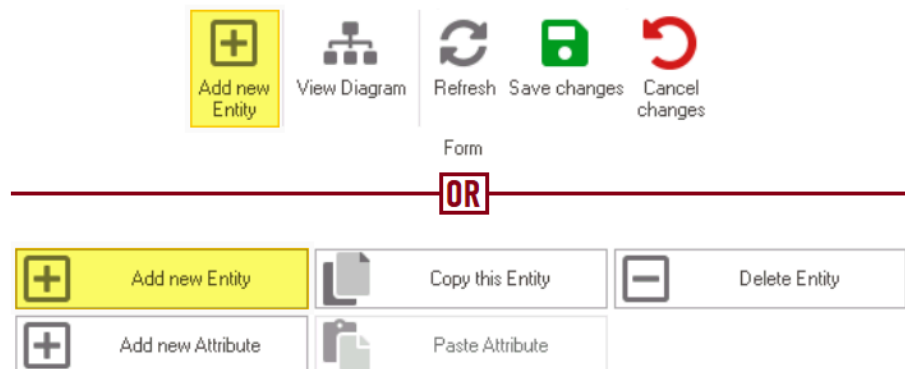 Add new View Diagram Refresh Save changes Cancel
Entity changes
Form
OR
Add new Entity Copy this Entity Delete Entity
Add new Attribute Paste Attribute